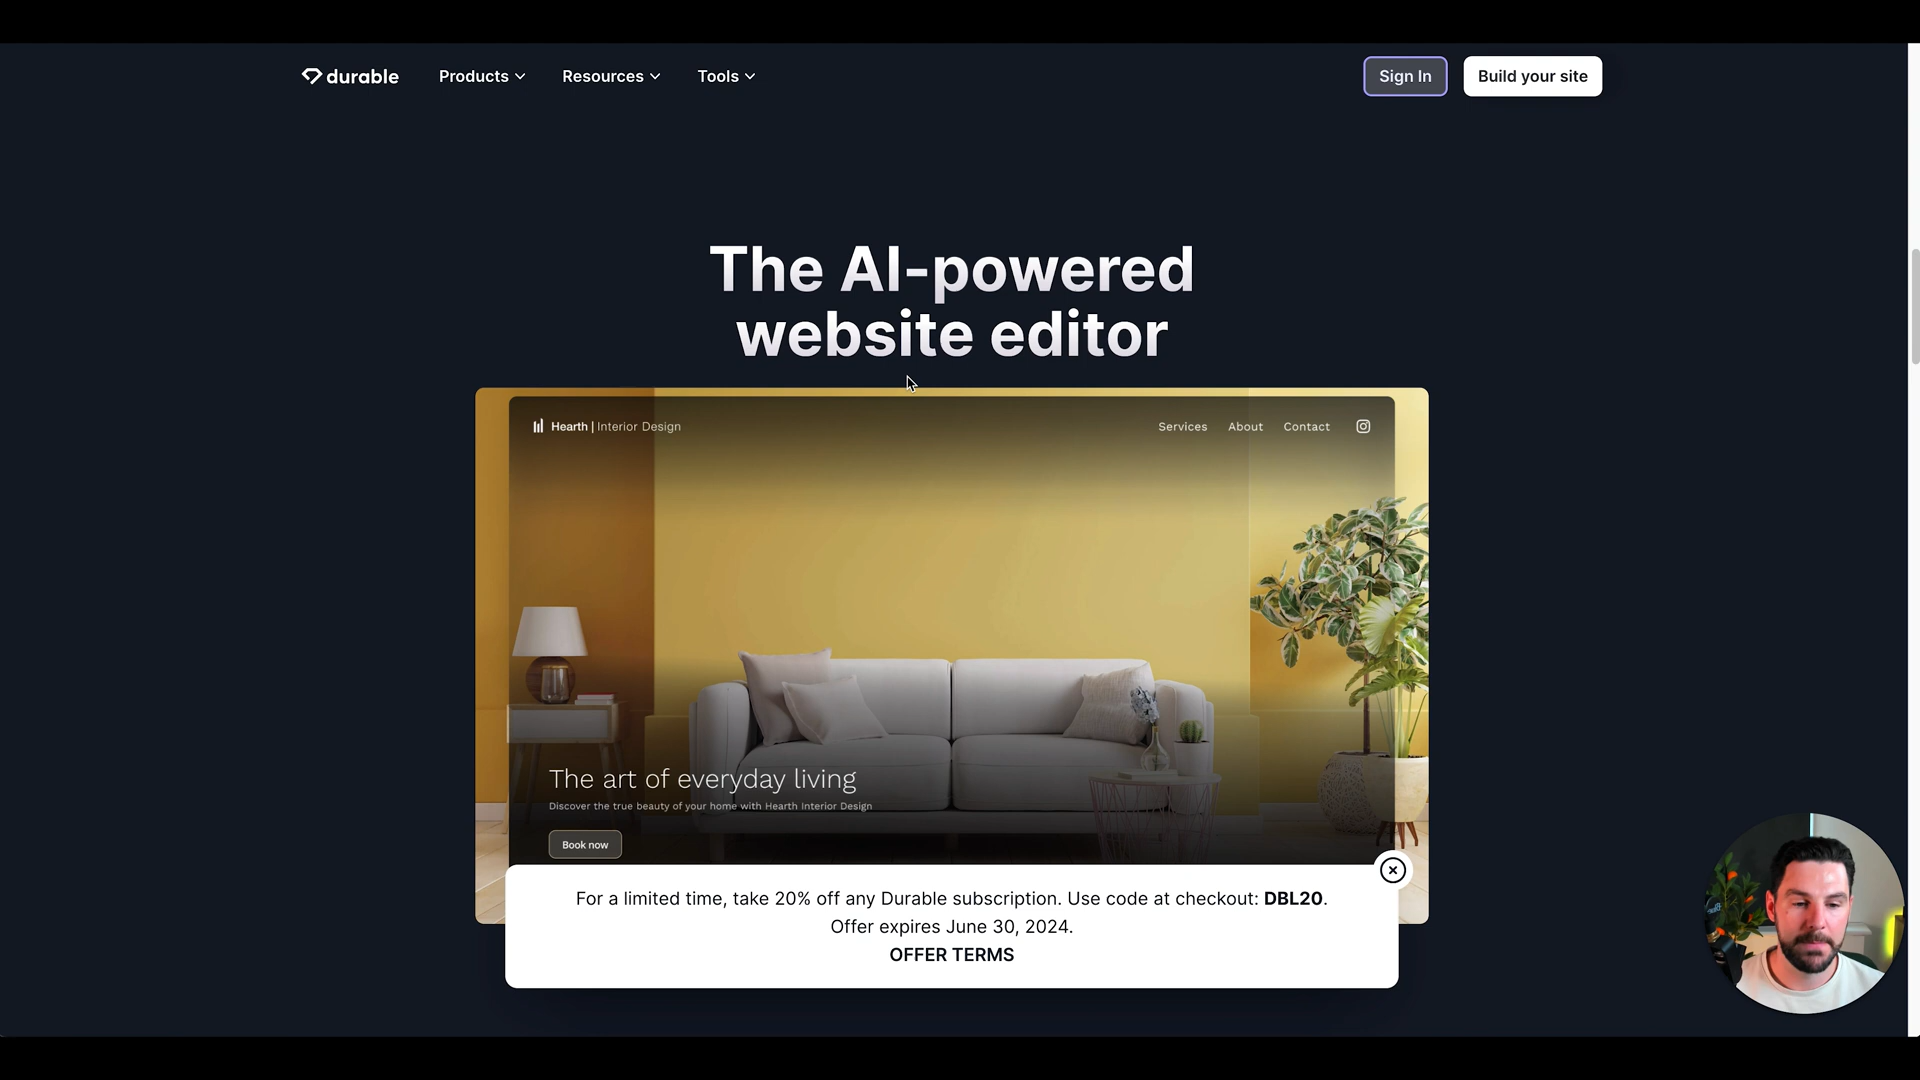 durable
Products
Resources
Tools
Sign In
Build your site
The AI-powered
website editor
Hearth | Interior Design
Services
About
Contact
The art of everyday living
Discover the true beauty of your home with Hearth Interior Design
Book now
For a limited time, take 20% off any Durable subscription. Use code at checkout: DBL20.
Offer expires June 30, 2024.
OFFER TERMS